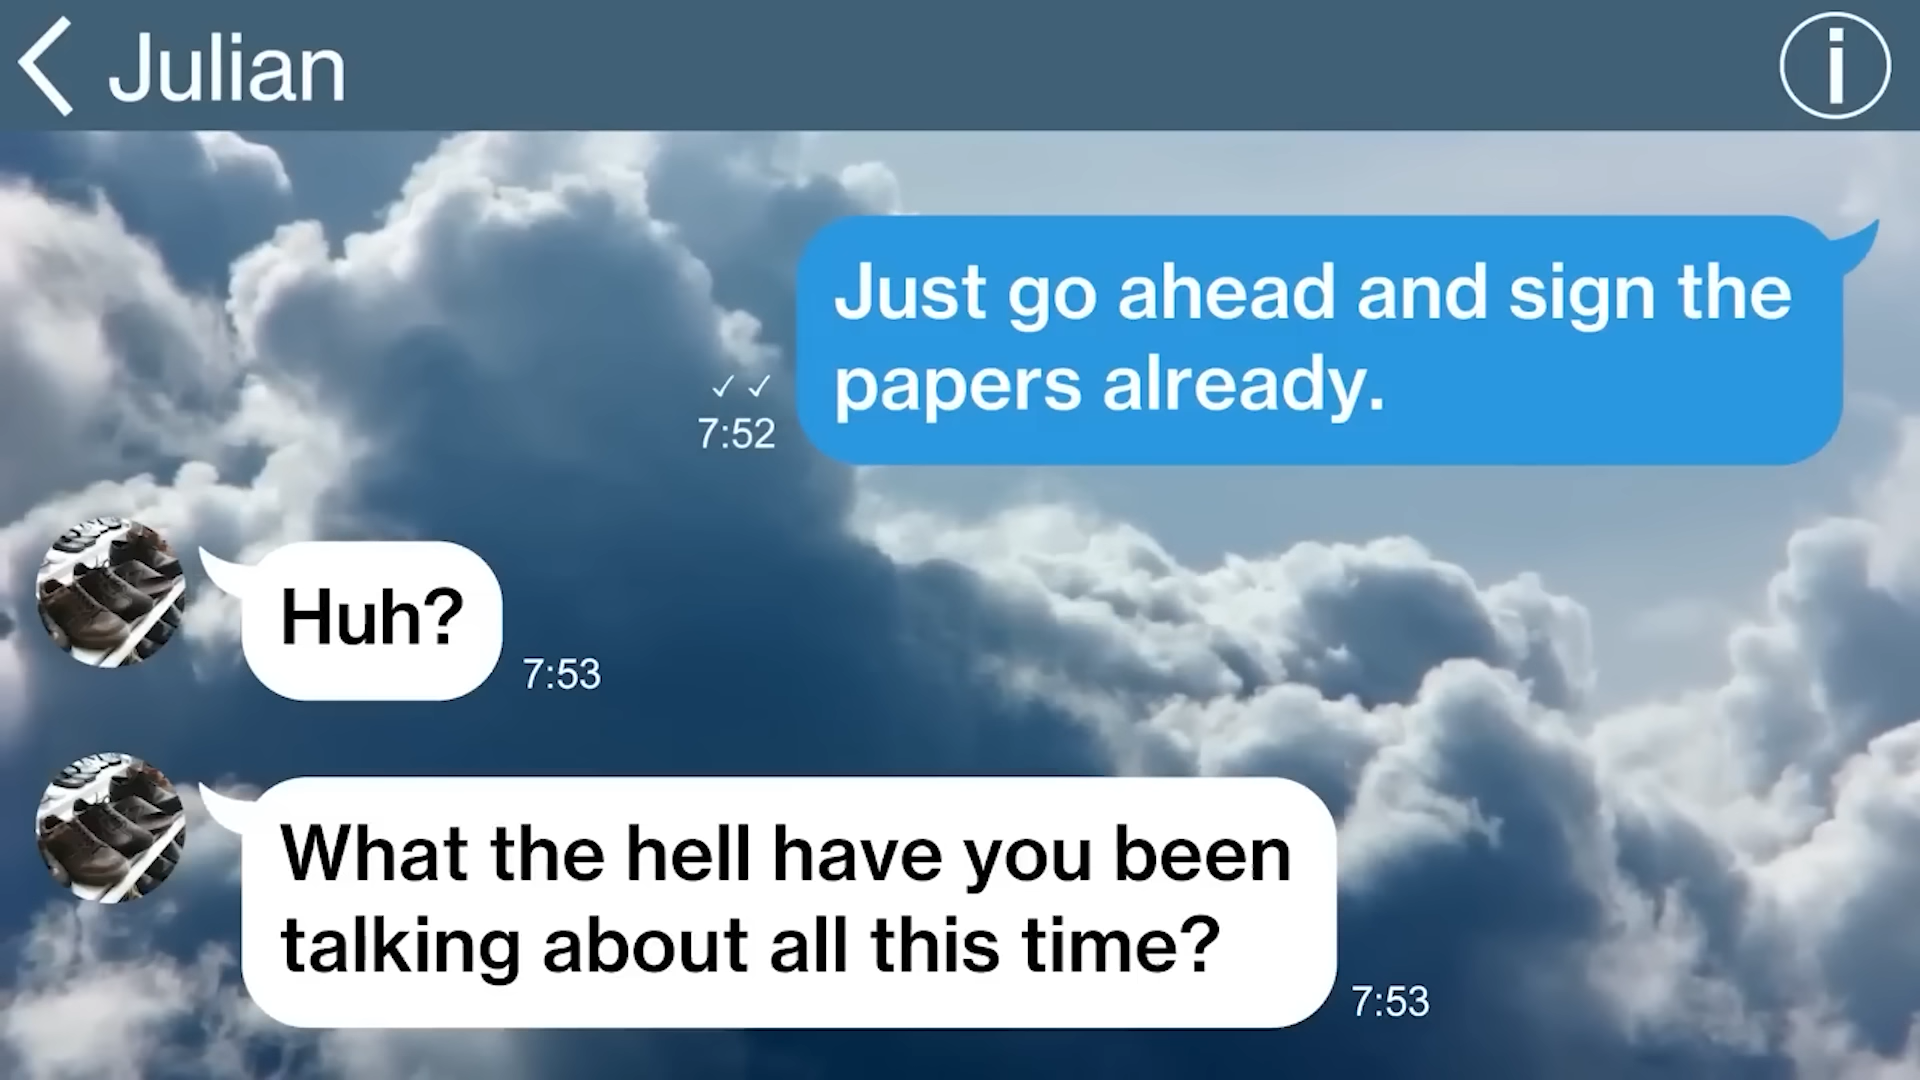 Julian
Just go ahead and sign the
papers already.
✓✓
7:52
Huh?
7:53
What the hell have you been
talking about all this time?
7:53